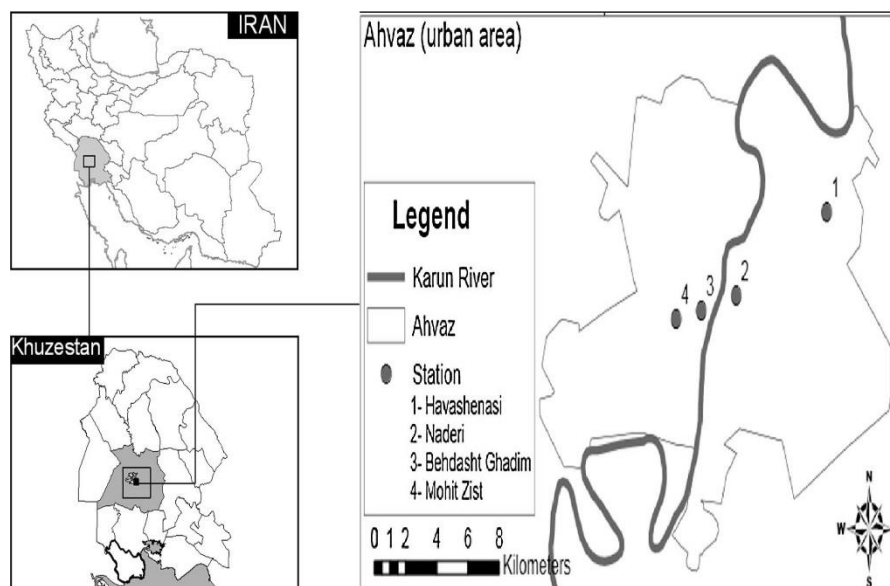 IRAN
Khuzestan
Ahvaz (urban area)
Legend
Karun River
Ahvaz
Station
1- Havashenasi
2- Naderi
3- Behdasht Ghadim
4- Mohit Zist
0 1 2 4 6 8
Kilometers
1
2
3
4
N
W E
S